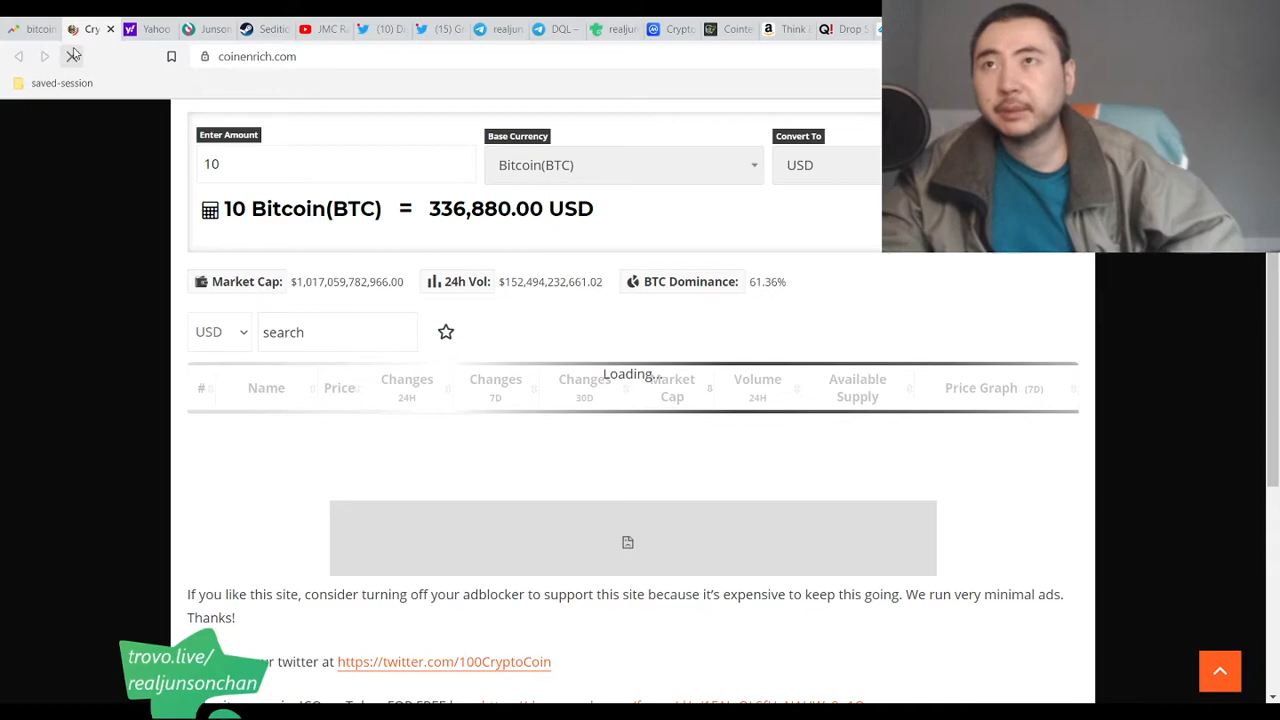 bitcoin Cry Yahoo Junson Seditic JMC R (10) D (15) G realjun DQL – realjur Crypto Cointe Think Drop S
coinenrich.com
saved-session
Enter Amount Base Currency Convert To
10 Bitcoin(BTC) USD
10 Bitcoin(BTC) = 336,880.00 USD
Market Cap: $1,017,059,782,966.00 24h Vol: $152,494,232,661.02 BTC Dominance: 61.36%
USD search
Loading...
# Name Price Changes 24H Changes 7D Changes 30D Market Cap Volume 24H Available Supply Price Graph (7D)
If you like this site, consider turning off your adblocker to support this site because it's expensive to keep this going. We run very minimal ads.
Thanks!
ur twitter at https://twitter.com/100CryptoCoin
trovo.live/
realjunsonchan